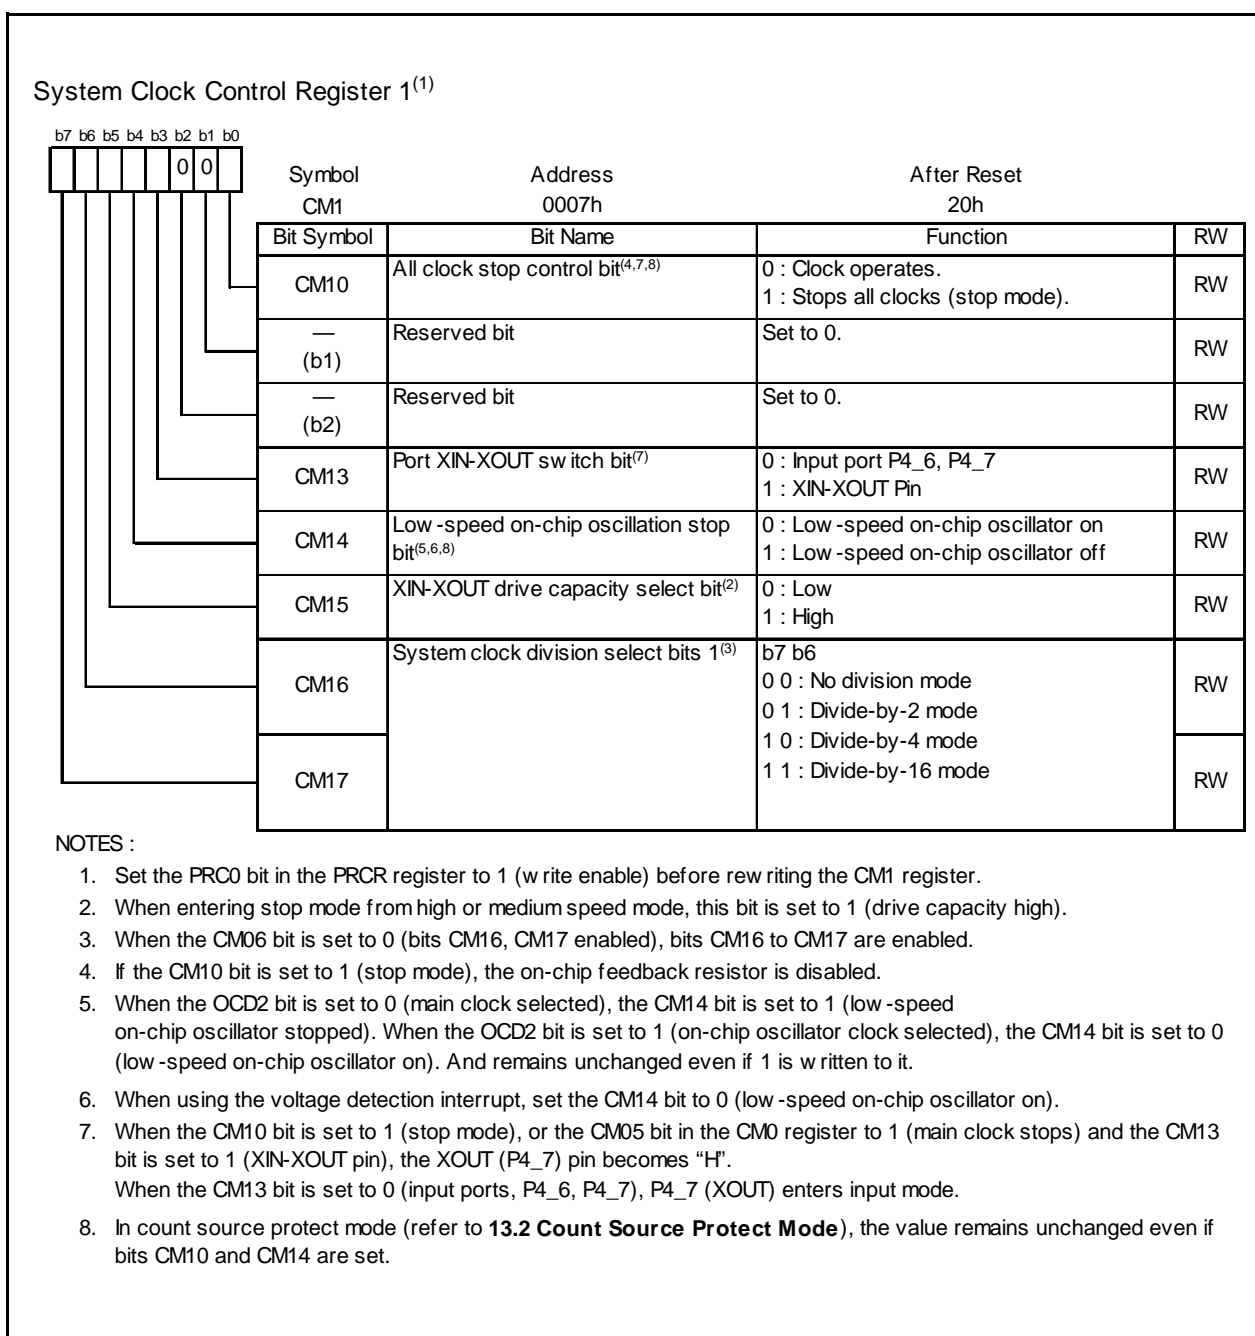 System Clock Control Register 1(1)
b7 b6 b5 b4 b3 b2 b1 b0
0 0
Symbol Address After Reset
CM1 0007h 20h
Bit Symbol Bit Name Function RW
CM10 All clock stop control bit(4,7,8) 0 : Clock operates. RW
1 : Stops all clocks (stop mode).
— Reserved bit Set to 0. RW
(b1)
— Reserved bit Set to 0. RW
(b2)
CM13 Port XIN-XOUT switch bit(7) 0 : Input port P4_6, P4_7 RW
1 : XIN-XOUT Pin
CM14 Low-speed on-chip oscillation stop 0 : Low-speed on-chip oscillator on RW
bit(5,6,8) 1 : Low-speed on-chip oscillator off
CM15 XIN-XOUT drive capacity select bit(2) 0 : Low RW
1 : High
System clock division select bits 1(3) b7 b6
CM16 0 0 : No division mode RW
0 1 : Divide-by-2 mode
1 0 : Divide-by-4 mode
CM17 1 1 : Divide-by-16 mode RW
NOTES :
1. Set the PRC0 bit in the PRCR register to 1 (write enable) before rewriting the CM1 register.
2. When entering stop mode from high or medium speed mode, this bit is set to 1 (drive capacity high).
3. When the CM06 bit is set to 0 (bits CM16, CM17 enabled), bits CM16 to CM17 are enabled.
4. If the CM10 bit is set to 1 (stop mode), the on-chip feedback resistor is disabled.
5. When the OCD2 bit is set to 0 (main clock selected), the CM14 bit is set to 1 (low-speed
on-chip oscillator stopped). When the OCD2 bit is set to 1 (on-chip oscillator clock selected), the CM14 bit is set to 0
(low-speed on-chip oscillator on). And remains unchanged even if 1 is written to it.
6. When using the voltage detection interrupt, set the CM14 bit to 0 (low-speed on-chip oscillator on).
7. When the CM10 bit is set to 1 (stop mode), or the CM05 bit in the CM0 register to 1 (main clock stops) and the CM13
bit is set to 1 (XIN-XOUT pin), the XOUT (P4_7) pin becomes “H”.
When the CM13 bit is set to 0 (input ports, P4_6, P4_7), P4_7 (XOUT) enters input mode.
8. In count source protect mode (refer to 13.2 Count Source Protect Mode), the value remains unchanged even if
bits CM10 and CM14 are set.